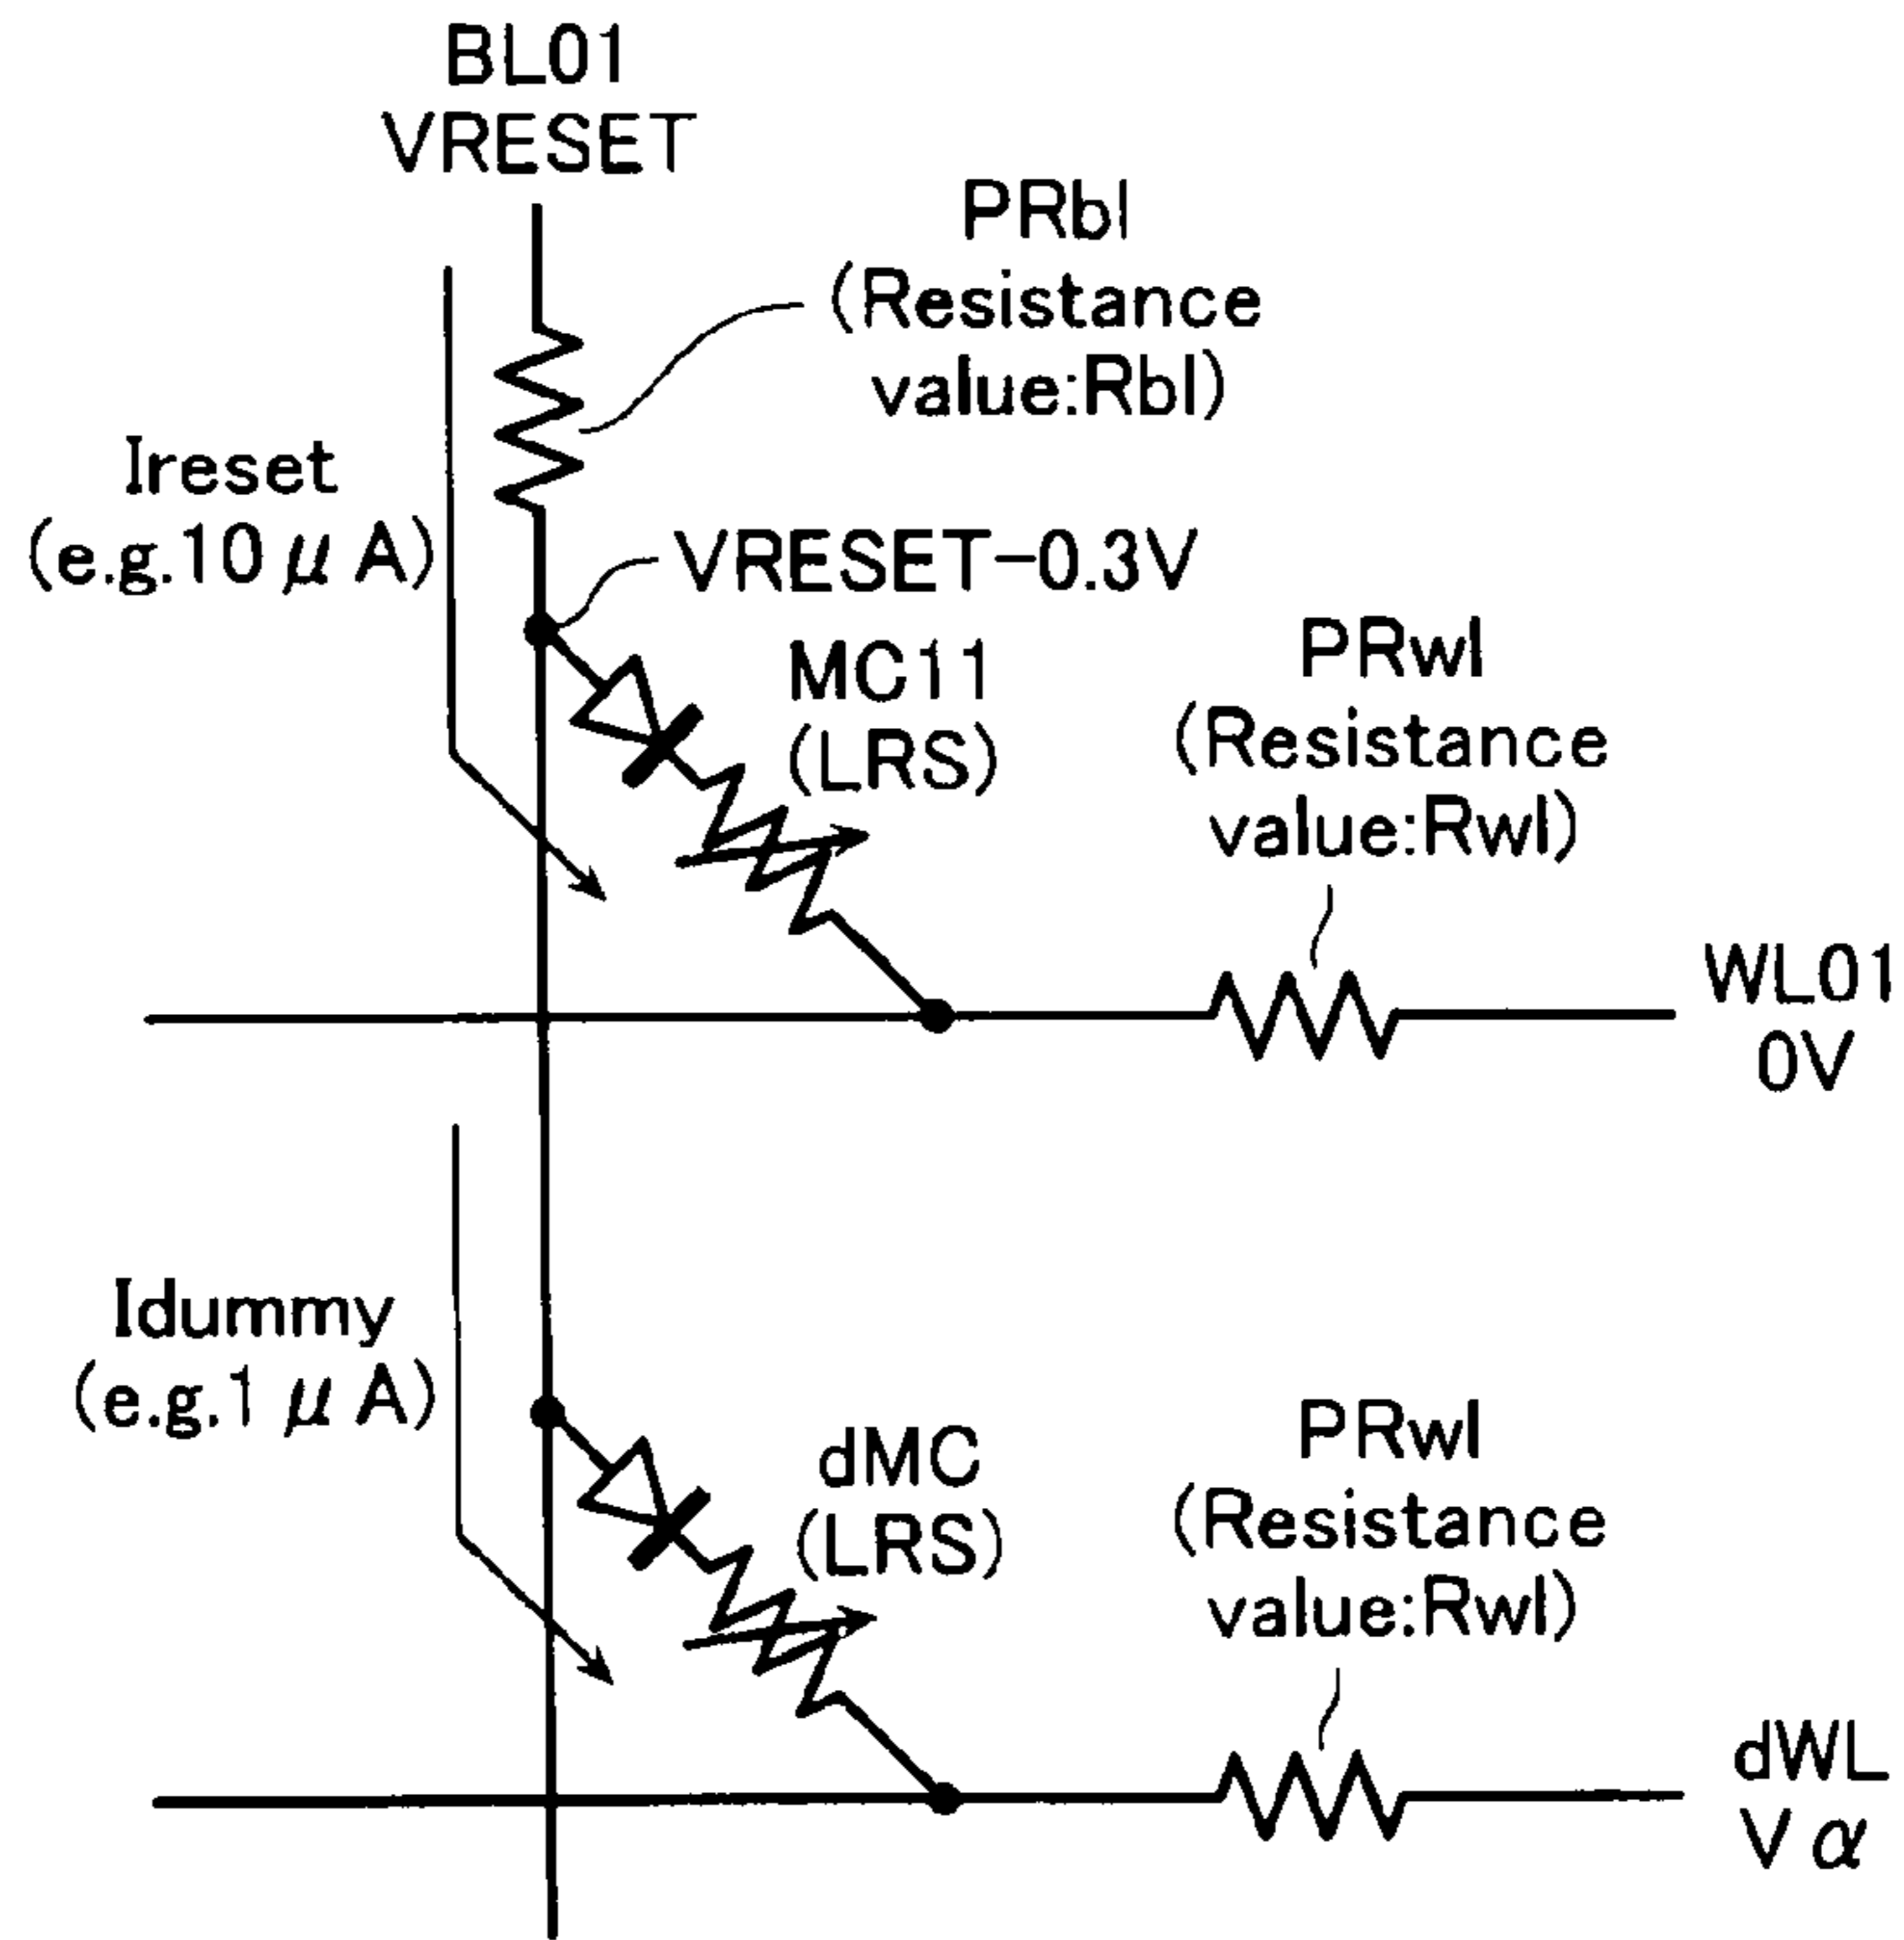 BL01
VRESET
PRbl
(Resistance
value:Rbl)
Ireset
(e.g.10μA)
VRESET-0.3V
MC11
(LRS)
PRwl
(Resistance
value:Rwl)
WL01
0V
Idummy
(e.g.1μA)
dMC
(LRS)
PRwl
(Resistance
value:Rwl)
dWL
Vα